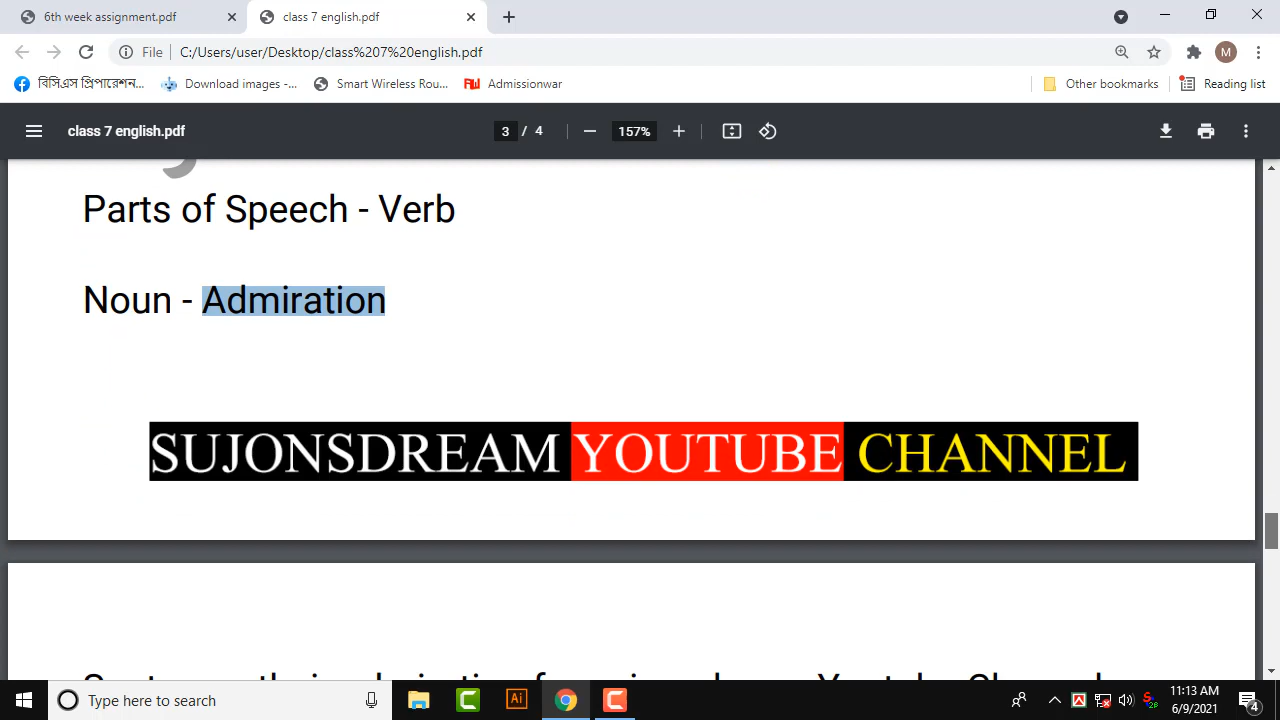 6th week assignment.pdf
class 7 english.pdf
File
C:/Users/user/Desktop/class%207%20english.pdf
M
বিসিএস প্রিপারেশন...
Download images -...
Smart Wireless Rou...
Admissionwar
Other bookmarks
Reading list
class 7 english.pdf
3 / 4
157%
Parts of Speech - Verb
Noun - Admiration
SUJONSDREAM YOUTUBE CHANNEL
Type here to search
Ai
11:13 AM
6/9/2021
4